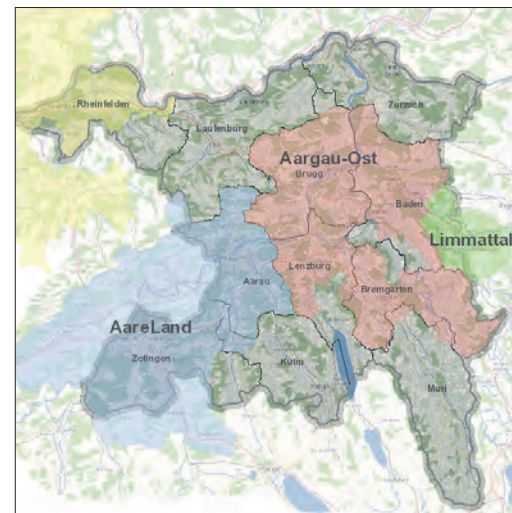 Rheinfelden
Zurzach
Laufenburg
Aargau-Ost
Brugg
Baden
Limmattal
Lenzburg
Aarau
Bremgarten
AareLand
Zofingen
Kulm
Muri